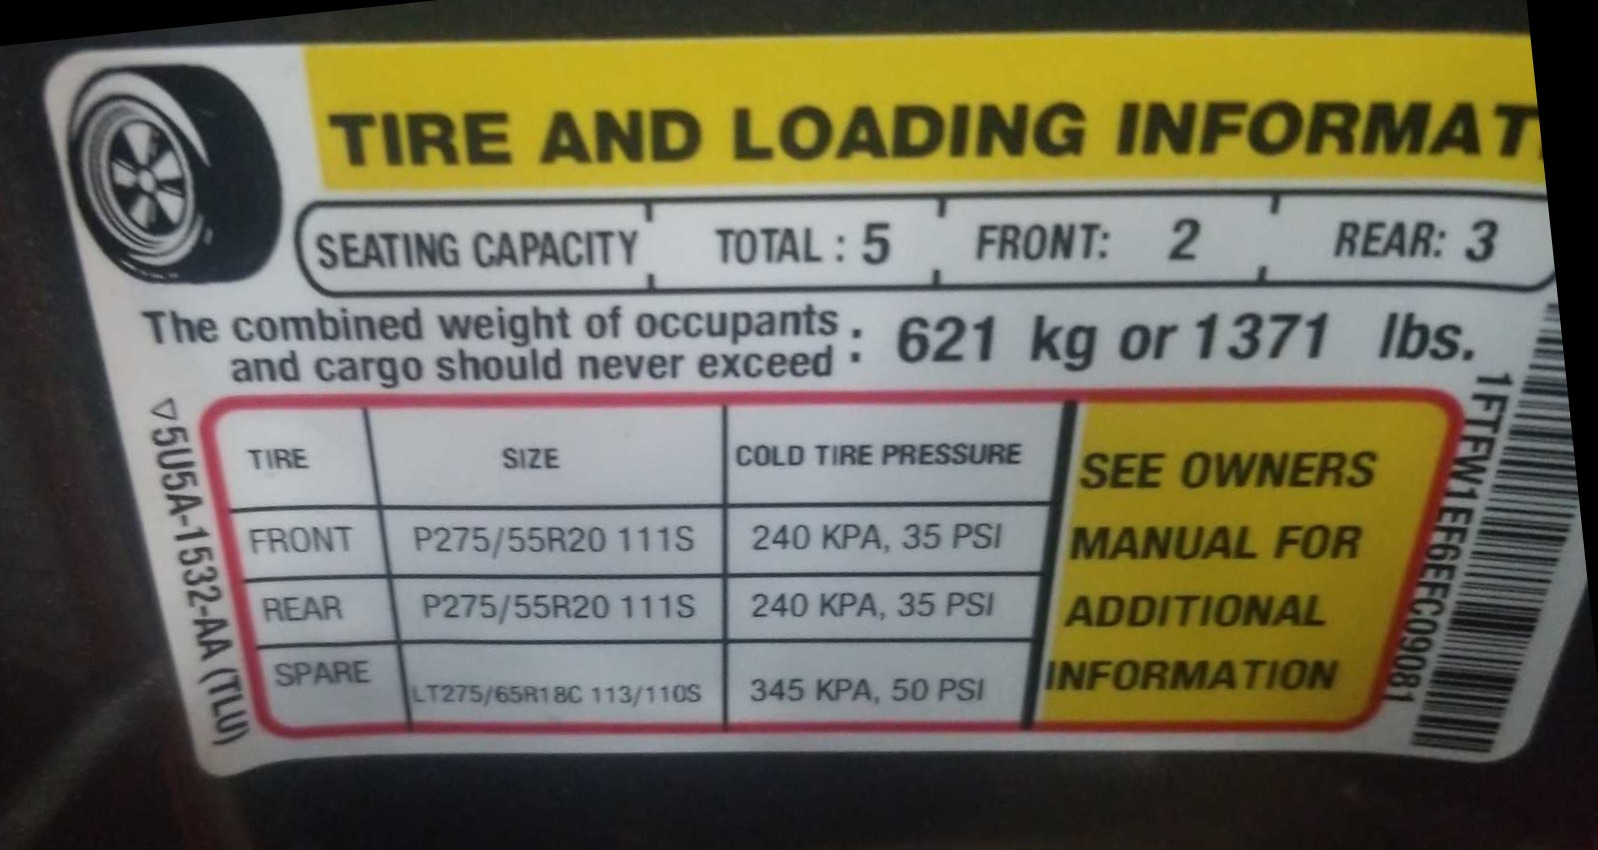 TIRE AND LOADING INFORMAT
SEATING CAPACITY TOTAL : 5 FRONT: 2 REAR: 3
The combined weight of occupants
and cargo should never exceed : 621 kg or 1371 lbs.
TIRE SIZE COLD TIRE PRESSURE
FRONT P275/55R20 111S 240 KPA, 35 PSI
REAR P275/55R20 111S 240 KPA, 35 PSI
SPARE LT275/65R18C 113/110S 345 KPA, 50 PSI
SEE OWNERS
MANUAL FOR
ADDITIONAL
INFORMATION
▽5U5A-1532-AA (TLU)
1FTFW1EF6EFC09081